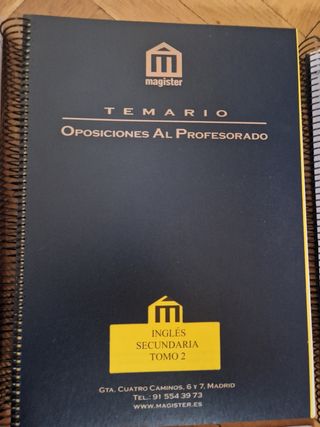 magister
TEMARIO
OPOSICIONES AL PROFESORADO
INGLÉS
SECUNDARIA
TOMO 2
GTA. CUATRO CAMINOS, 6 Y 7, MADRID
TEL.: 91 554 39 73
WWW.MAGISTER.ES